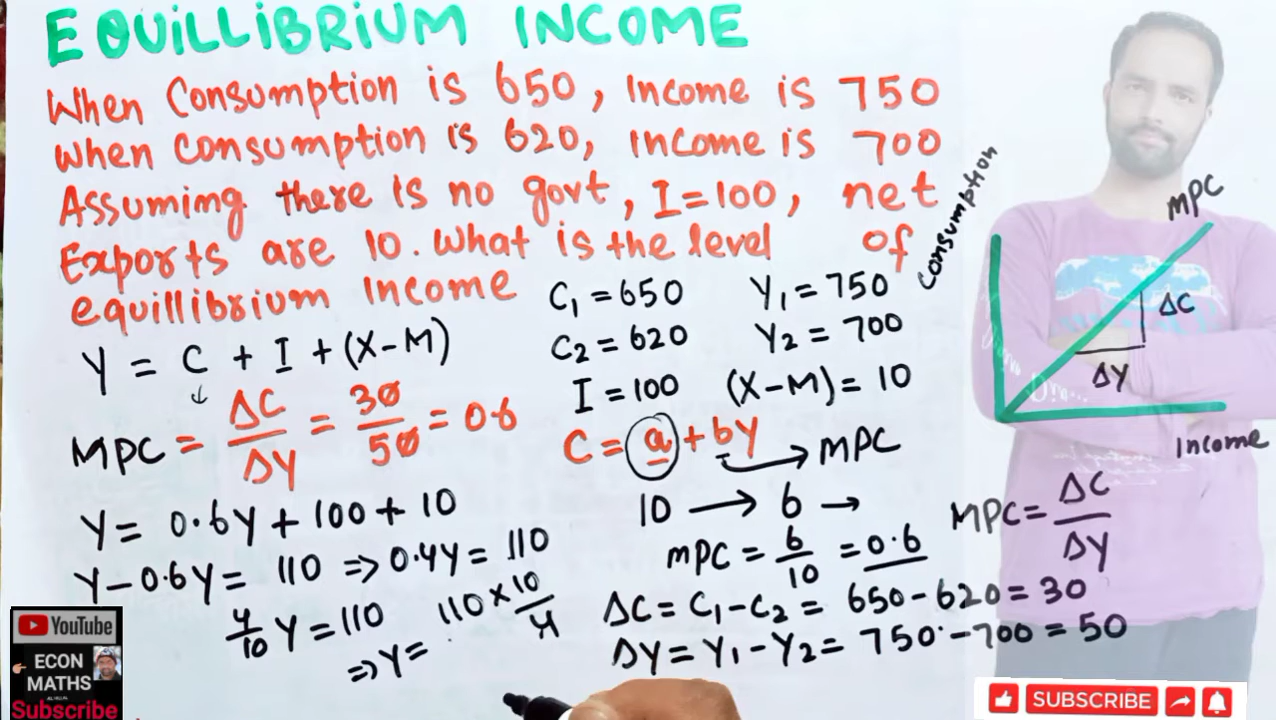 EQUILLIBRIUM INCOME
When Consumption is 650, Income is 750
When consumption is 620, income is 700
Assuming there is no govt, I=100, net
Exports are 10. What is the level of
equillibrium Income
C₁ = 650 Y₁ = 750
C₂ = 620 Y₂ = 700
I = 100 (X-M) = 10
Y = C + I + (X-M)
MPC = ΔC/ΔY = 30/50 = 0.6
C = a + bY
MPC
10 → 6 →
MPC = 6/10 = 0.6
MPC = ΔC/ΔY
Y = 0.6Y + 100 + 10
Y - 0.6Y = 110 ⇒ 0.4Y = 110
4/10 Y = 110
⇒ Y = 110 × 10/4
ΔC = C₁ - C₂ = 650 - 620 = 30
ΔY = Y₁ - Y₂ = 750 - 700 = 50
Consumption
MPC
ΔC
ΔY
Income
YouTube
ECON
MATHS
Subscribe
SUBSCRIBE